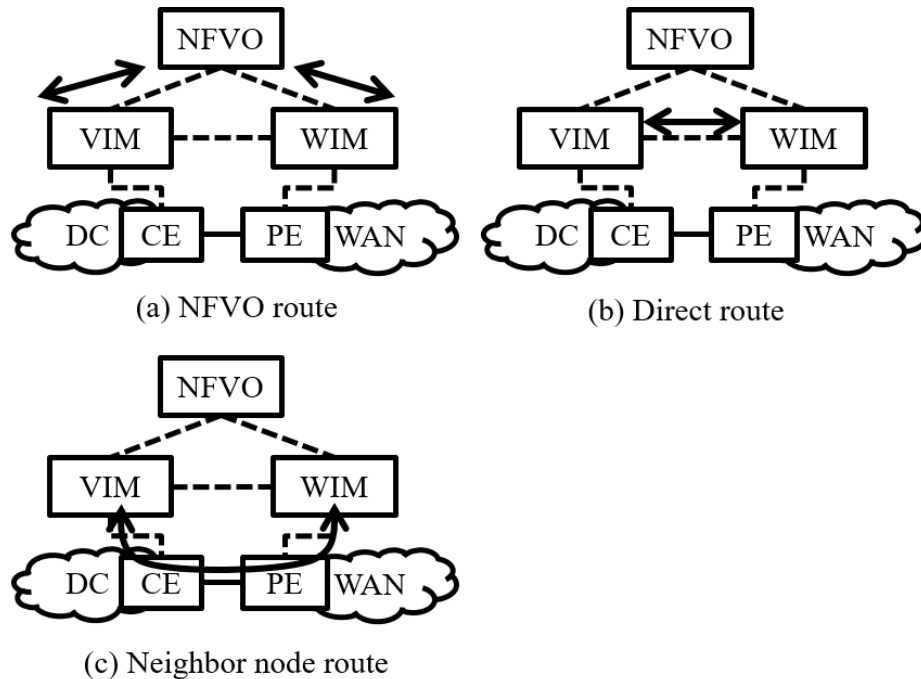 NFVO
VIM WIM
DC CE PE WAN
(a) NFVO route
NFVO
VIM WIM
DC CE PE WAN
(b) Direct route
NFVO
VIM WIM
DC CE PE WAN
(c) Neighbor node route